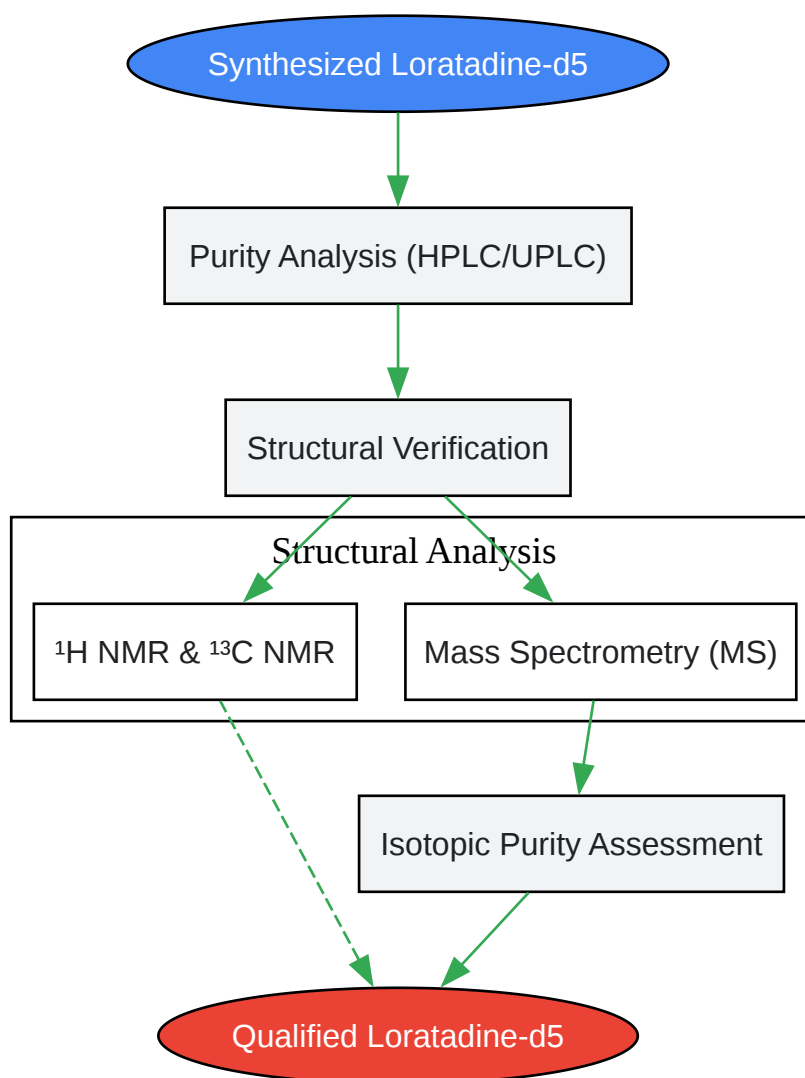 Synthesized Loratadine-d5
Purity Analysis (HPLC/UPLC)
Structural Verification
Structural Analysis
¹H NMR & ¹³C NMR
Mass Spectrometry (MS)
Isotopic Purity Assessment
Qualified Loratadine-d5